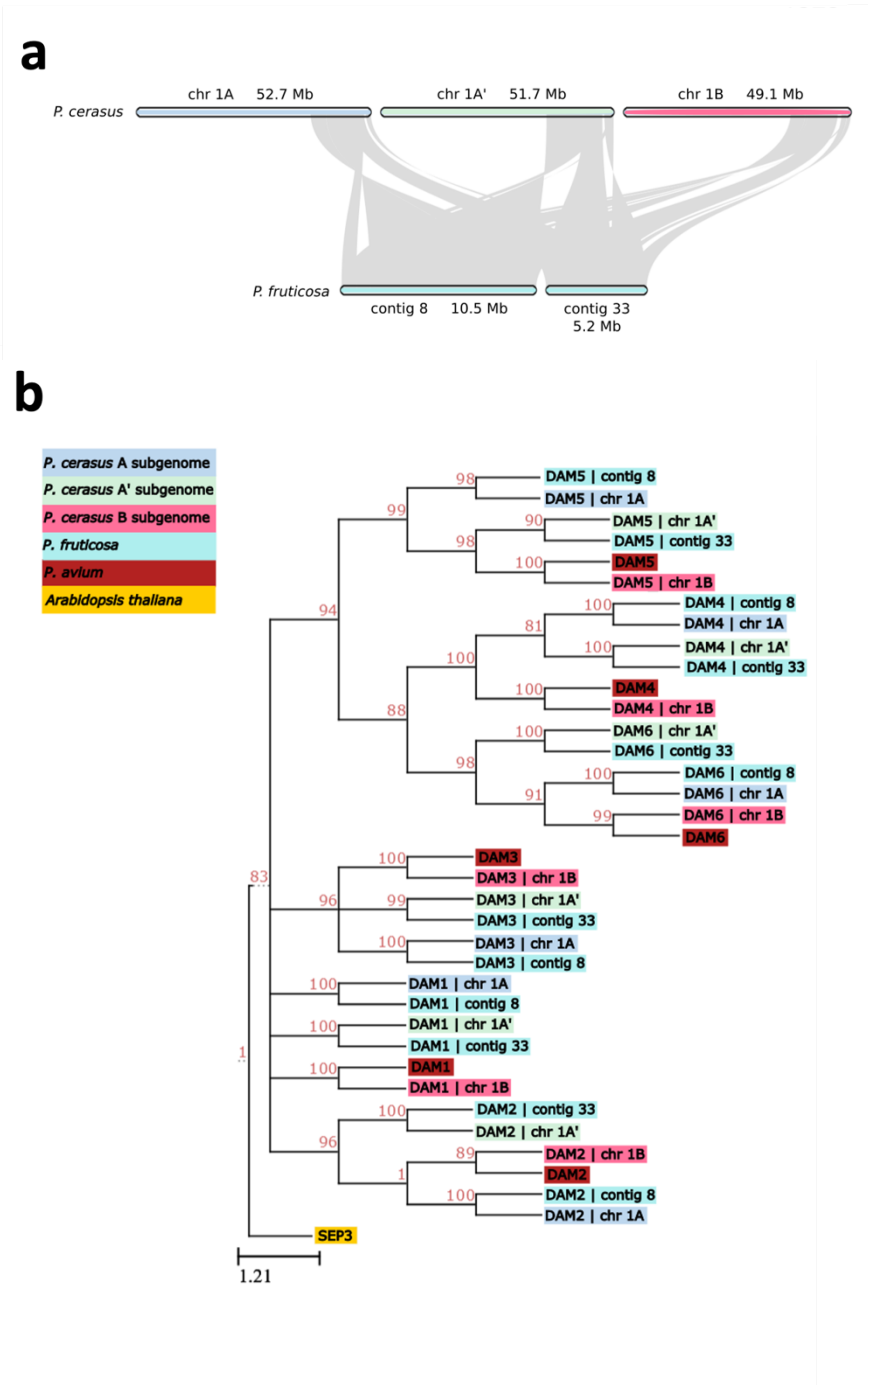 a
chr 1A 52.7 Mb chr 1A' 51.7 Mb chr 1B 49.1 Mb
P. cerasus
P. fruticosa
contig 8 10.5 Mb contig 33
5.2 Mb
b
P. cerasus A subgenome
P. cerasus A' subgenome
P. cerasus B subgenome
P. fruticosa
P. avium
Arabidopsis thaliana
98
DAM5 | contig 8
DAM5 | chr 1A
99
90
DAM5 | chr 1A'
DAM5 | contig 33
98
100
DAM5
DAM5 | chr 1B
94
100
DAM4 | contig 8
DAM4 | chr 1A
81
100
DAM4 | chr 1A'
DAM4 | contig 33
100
100
DAM4
DAM4 | chr 1B
88
100
DAM6 | chr 1A'
DAM6 | contig 33
98
100
DAM6 | contig 8
DAM6 | chr 1A
91
99
DAM6 | chr 1B
DAM6
83
100
DAM3
DAM3 | chr 1B
96
99
DAM3 | chr 1A'
DAM3 | contig 33
100
DAM3 | chr 1A
DAM3 | contig 8
100
DAM1 | chr 1A
DAM1 | contig 8
100
DAM1 | chr 1A'
DAM1 | contig 33
1
100
DAM1
DAM1 | chr 1B
100
DAM2 | contig 33
DAM2 | chr 1A'
96
89
DAM2 | chr 1B
DAM2
1
100
DAM2 | contig 8
DAM2 | chr 1A
SEP3
1.21